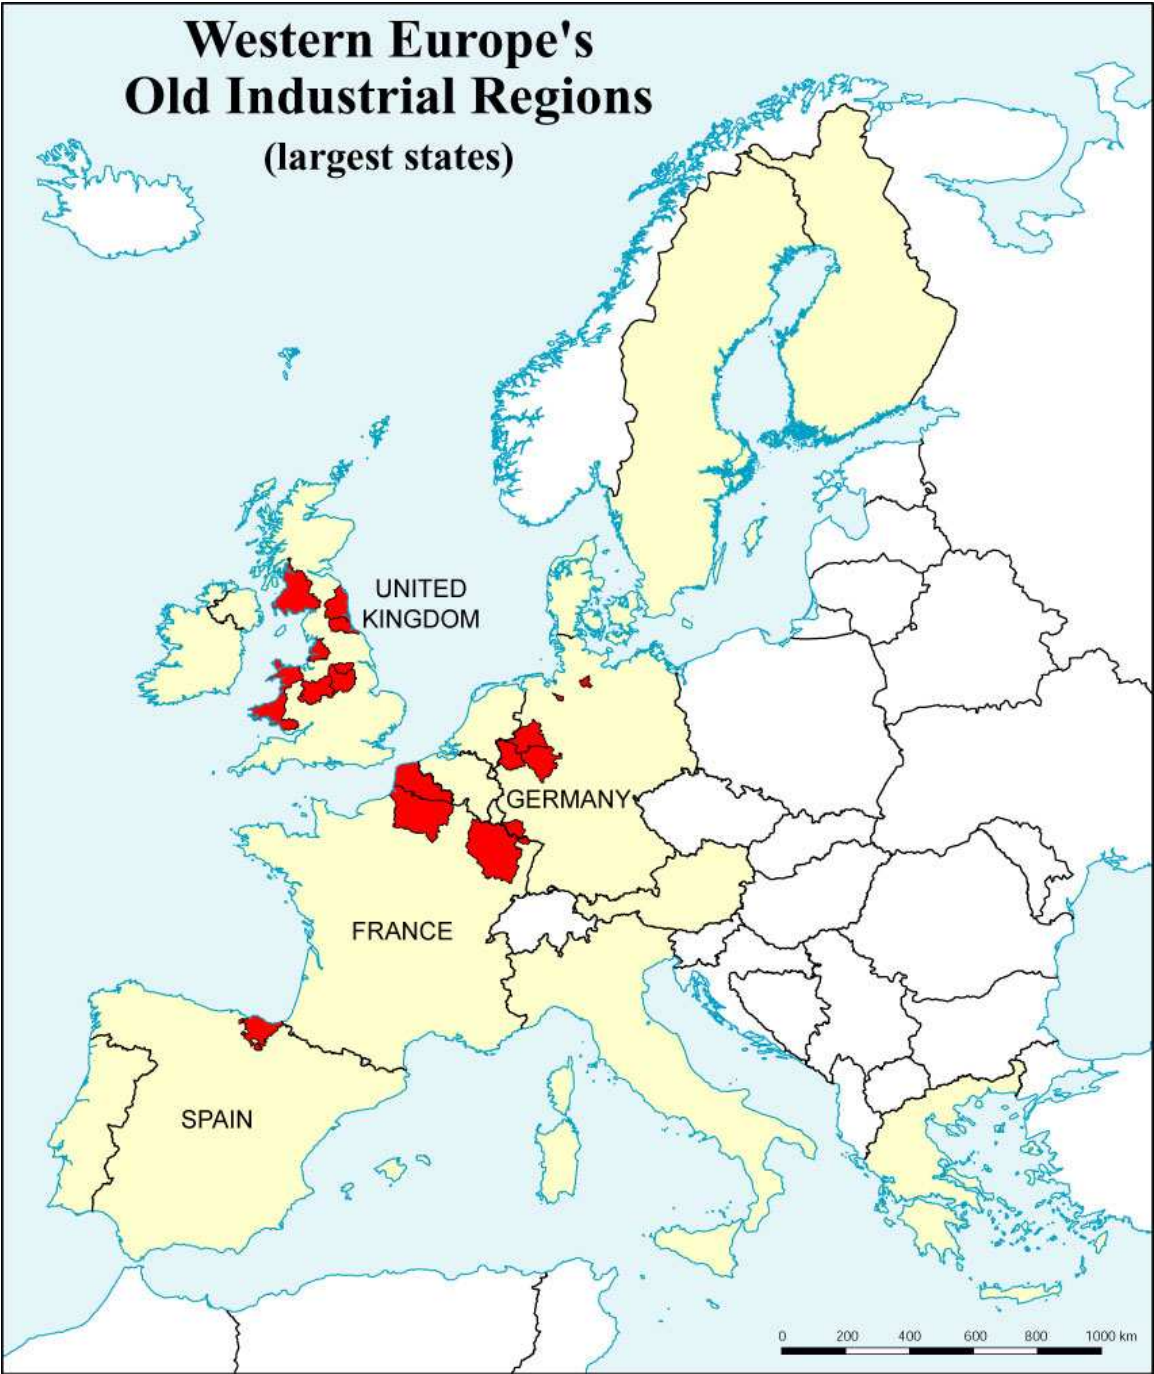 Western Europe's
Old Industrial Regions
(largest states)
UNITED
KINGDOM
GERMANY
FRANCE
SPAIN
0 200 400 600 800 1000 km